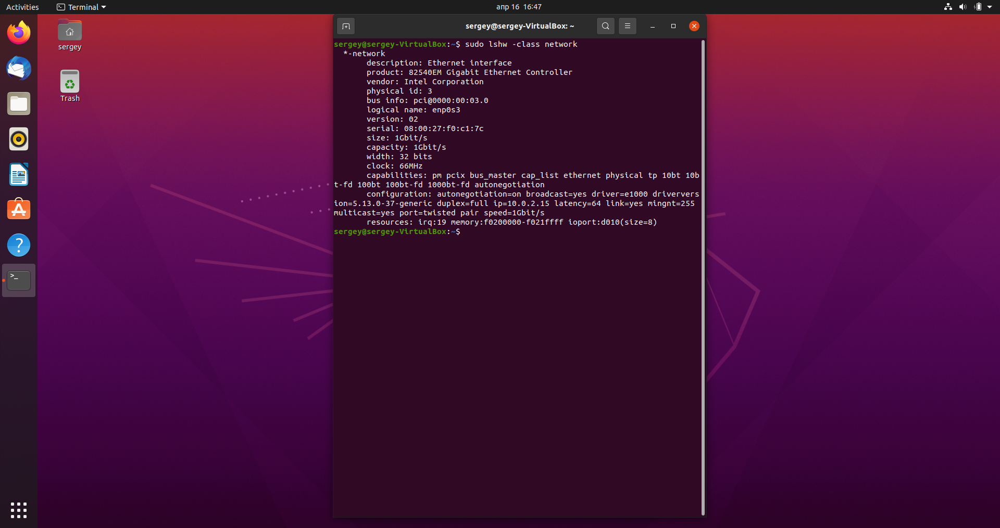 Activities
Terminal
апр 16 16:47
sergey
Trash
sergey@sergey-VirtualBox: ~
sergey@sergey-VirtualBox:~$ sudo lshw -class network
  *-network
       description: Ethernet interface
       product: 82540EM Gigabit Ethernet Controller
       vendor: Intel Corporation
       physical id: 3
       bus info: pci@0000:00:03.0
       logical name: enp0s3
       version: 02
       serial: 08:00:27:f0:c1:7c
       size: 1Gbit/s
       capacity: 1Gbit/s
       width: 32 bits
       clock: 66MHz
       capabilities: pm pcix bus_master cap_list ethernet physical tp 10bt 10b
t-fd 100bt 100bt-fd 1000bt-fd autonegotiation
       configuration: autonegotiation=on broadcast=yes driver=e1000 driververs
ion=5.13.0-37-generic duplex=full ip=10.0.2.15 latency=64 link=yes mingnt=255
multicast=yes port=twisted pair speed=1Gbit/s
       resources: irq:19 memory:f0200000-f021ffff ioport:d010(size=8)
sergey@sergey-VirtualBox:~$